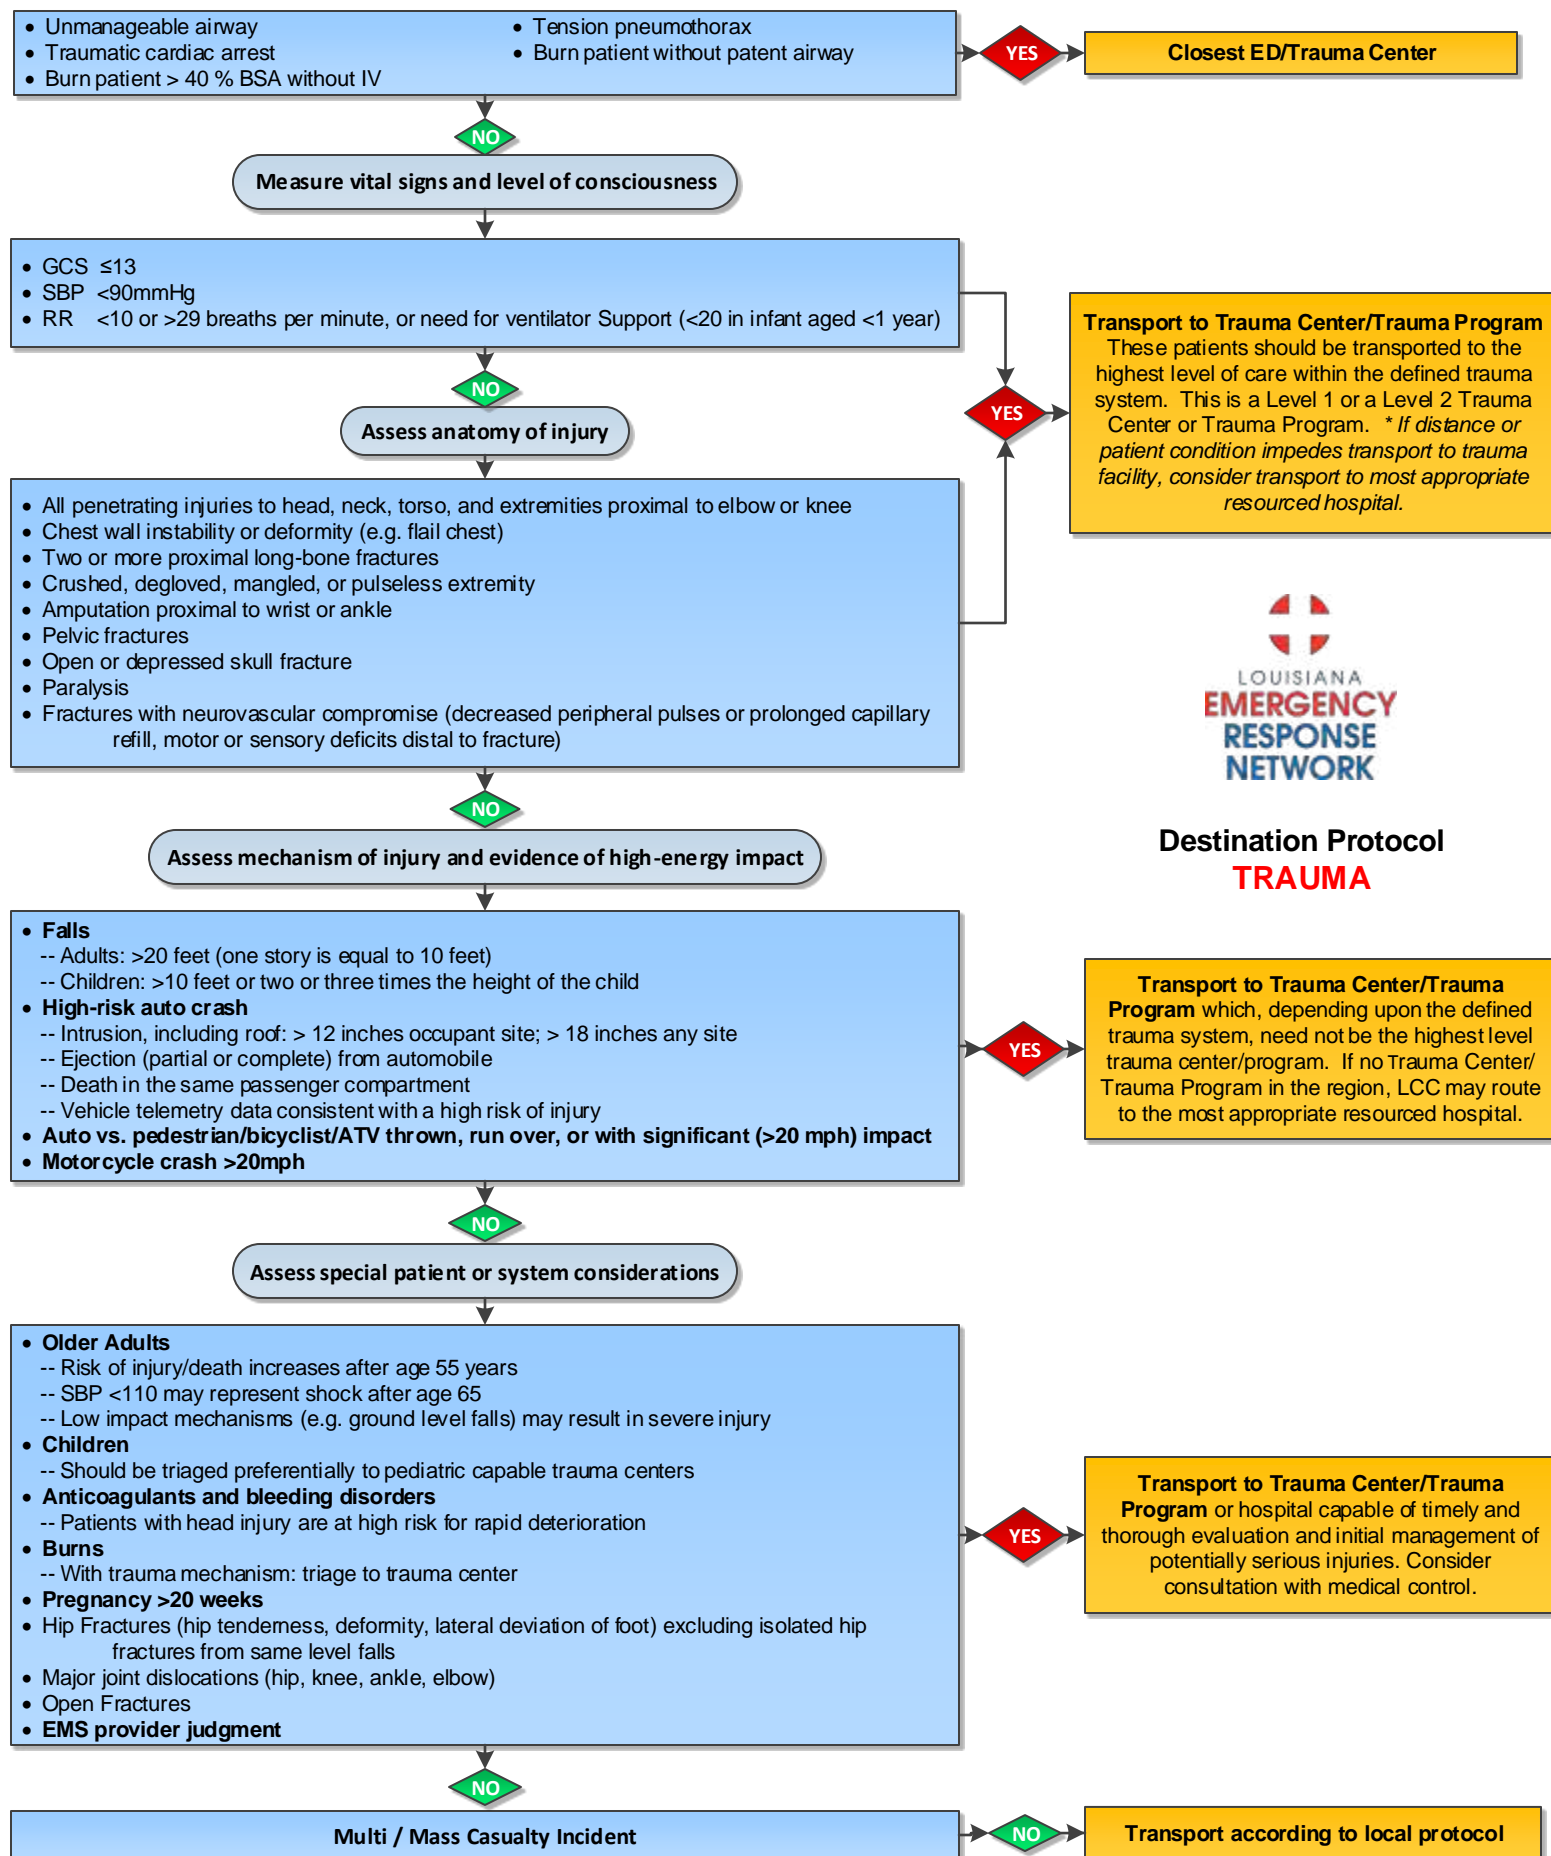 • Unmanageable airway
• Traumatic cardiac arrest
• Burn patient > 40 % BSA without IV
• Tension pneumothorax
• Burn patient without patent airway
YES
Closest ED/Trauma Center
NO
Measure vital signs and level of consciousness
• GCS ≤13
• SBP <90mmHg
• RR <10 or >29 breaths per minute, or need for ventilator Support (<20 in infant aged <1 year)
NO
Assess anatomy of injury
• All penetrating injuries to head, neck, torso, and extremities proximal to elbow or knee
• Chest wall instability or deformity (e.g. flail chest)
• Two or more proximal long-bone fractures
• Crushed, degloved, mangled, or pulseless extremity
• Amputation proximal to wrist or ankle
• Pelvic fractures
• Open or depressed skull fracture
• Paralysis
• Fractures with neurovascular compromise (decreased peripheral pulses or prolonged capillary
refill, motor or sensory deficits distal to fracture)
YES
Transport to Trauma Center/Trauma Program
These patients should be transported to the
highest level of care within the defined trauma
system. This is a Level 1 or a Level 2 Trauma
Center or Trauma Program. * If distance or
patient condition impedes transport to trauma
facility, consider transport to most appropriate
resourced hospital.
LOUISIANA
EMERGENCY
RESPONSE
NETWORK
Destination Protocol
TRAUMA
NO
Assess mechanism of injury and evidence of high-energy impact
• Falls
-- Adults: >20 feet (one story is equal to 10 feet)
-- Children: >10 feet or two or three times the height of the child
• High-risk auto crash
-- Intrusion, including roof: > 12 inches occupant site; > 18 inches any site
-- Ejection (partial or complete) from automobile
-- Death in the same passenger compartment
-- Vehicle telemetry data consistent with a high risk of injury
• Auto vs. pedestrian/bicyclist/ATV thrown, run over, or with significant (>20 mph) impact
• Motorcycle crash >20mph
YES
Transport to Trauma Center/Trauma
Program which, depending upon the defined
trauma system, need not be the highest level
trauma center/program. If no Trauma Center/
Trauma Program in the region, LCC may route
to the most appropriate resourced hospital.
NO
Assess special patient or system considerations
• Older Adults
-- Risk of injury/death increases after age 55 years
-- SBP <110 may represent shock after age 65
-- Low impact mechanisms (e.g. ground level falls) may result in severe injury
• Children
-- Should be triaged preferentially to pediatric capable trauma centers
• Anticoagulants and bleeding disorders
-- Patients with head injury are at high risk for rapid deterioration
• Burns
-- With trauma mechanism: triage to trauma center
• Pregnancy >20 weeks
• Hip Fractures (hip tenderness, deformity, lateral deviation of foot) excluding isolated hip
fractures from same level falls
• Major joint dislocations (hip, knee, ankle, elbow)
• Open Fractures
• EMS provider judgment
YES
Transport to Trauma Center/Trauma
Program or hospital capable of timely and
thorough evaluation and initial management of
potentially serious injuries. Consider
consultation with medical control.
NO
Multi / Mass Casualty Incident
NO
Transport according to local protocol